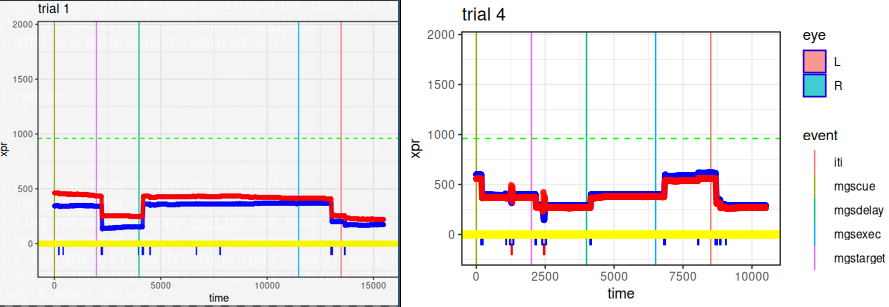 trial 1
2000
1500
1000
500
0
xpr
0
5000
10000
15000
time
trial 4
2000
1500
1000
500
0
xpr
0
2500
5000
7500
10000
time
eye
L
R
event
iti
mgscue
mgsdelay
mgsexec
mgstarget